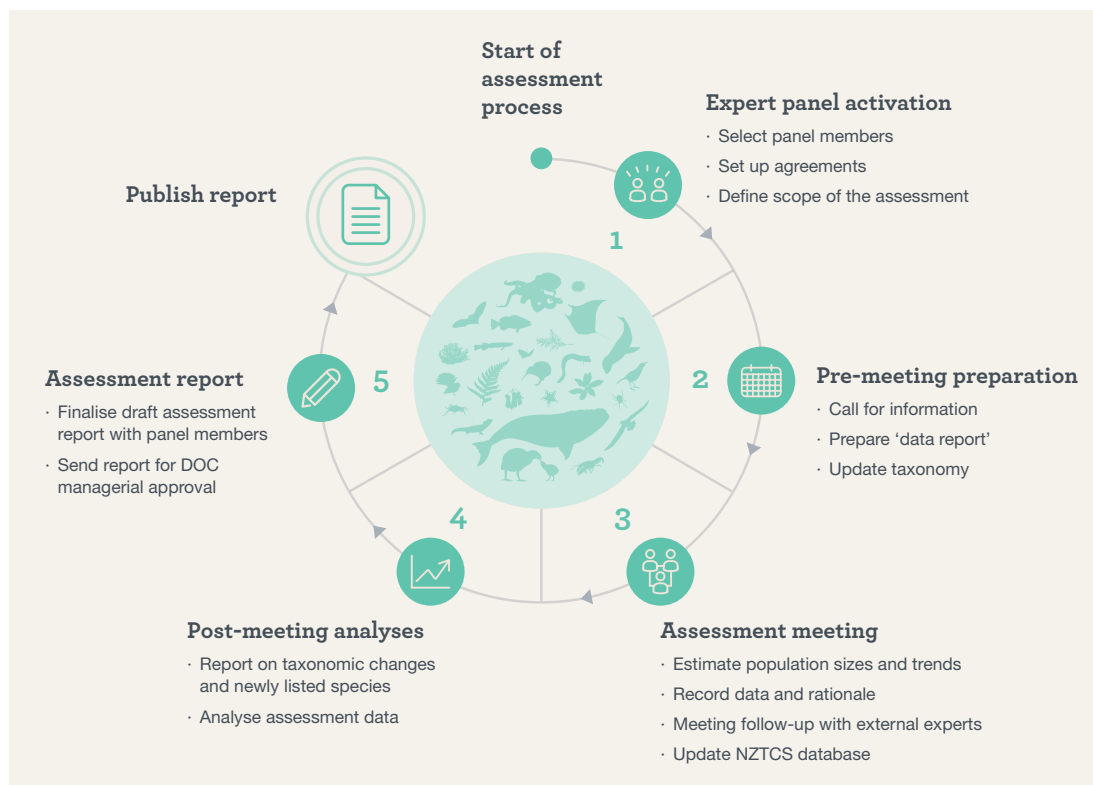 Start of
assessment
process
Expert panel activation
· Select panel members
· Set up agreements
· Define scope of the assessment
1
Pre-meeting preparation
· Call for information
· Prepare ‘data report’
· Update taxonomy
2
Assessment meeting
· Estimate population sizes and trends
· Record data and rationale
· Meeting follow-up with external experts
· Update NZTCS database
3
Post-meeting analyses
· Report on taxonomic changes
and newly listed species
· Analyse assessment data
4
Assessment report
· Finalise draft assessment
report with panel members
· Send report for DOC
managerial approval
5
Publish report